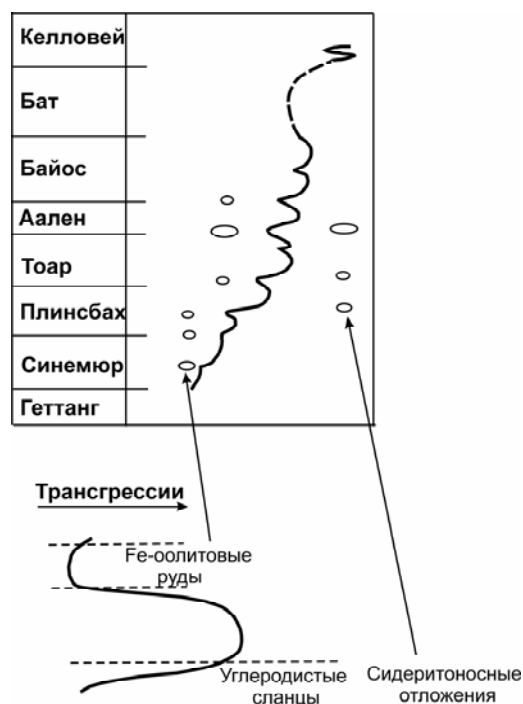 Келловей
Бат
Байос
Аален
Тоар
Плинсбах
Синемюр
Геттанг
Трансгрессии
Fe-оолитовые
руды
Углеродистые
сланцы
Сидеритоносные
отложения